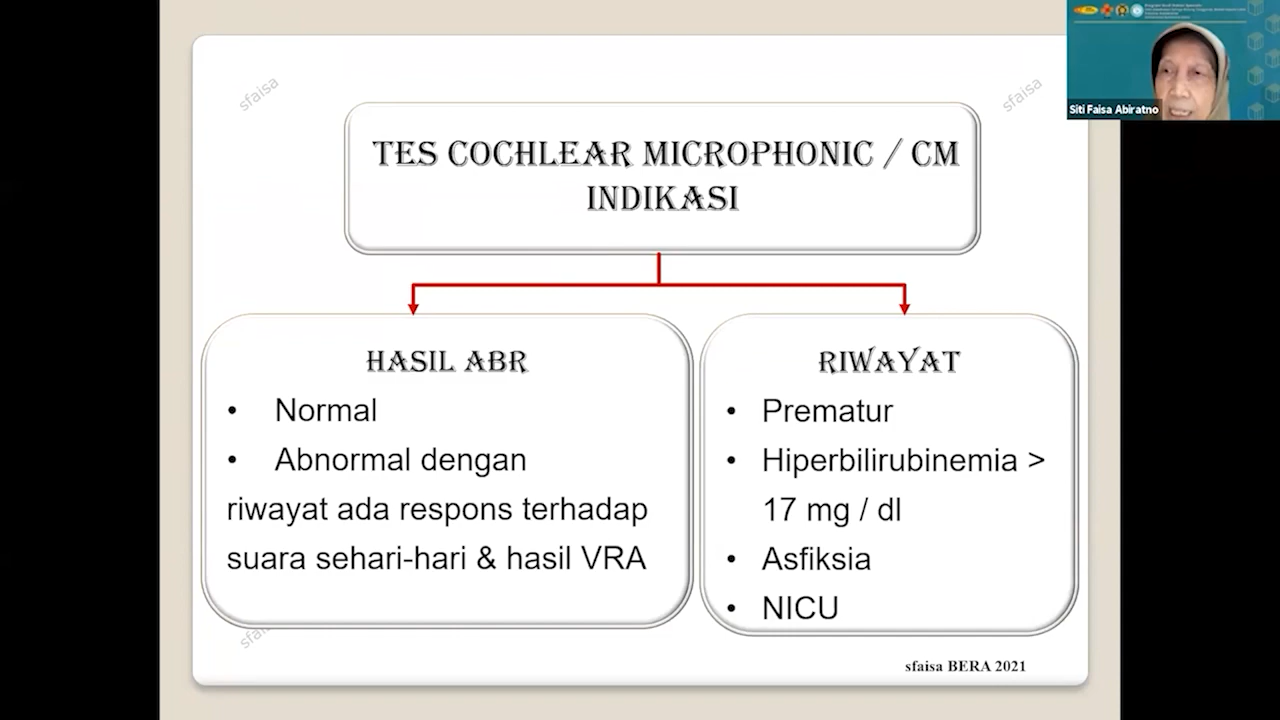 Siti Faisa Abiratno
sfaisa
sfaisa
TES COCHLEAR MICROPHONIC / CM
INDIKASI
HASIL ABR
• Normal
• Abnormal dengan
riwayat ada respons terhadap
suara sehari-hari & hasil VRA
RIWAYAT
• Prematur
• Hiperbilirubinemia >
17 mg / dl
• Asfiksia
• NICU
sfaisa BERA 2021